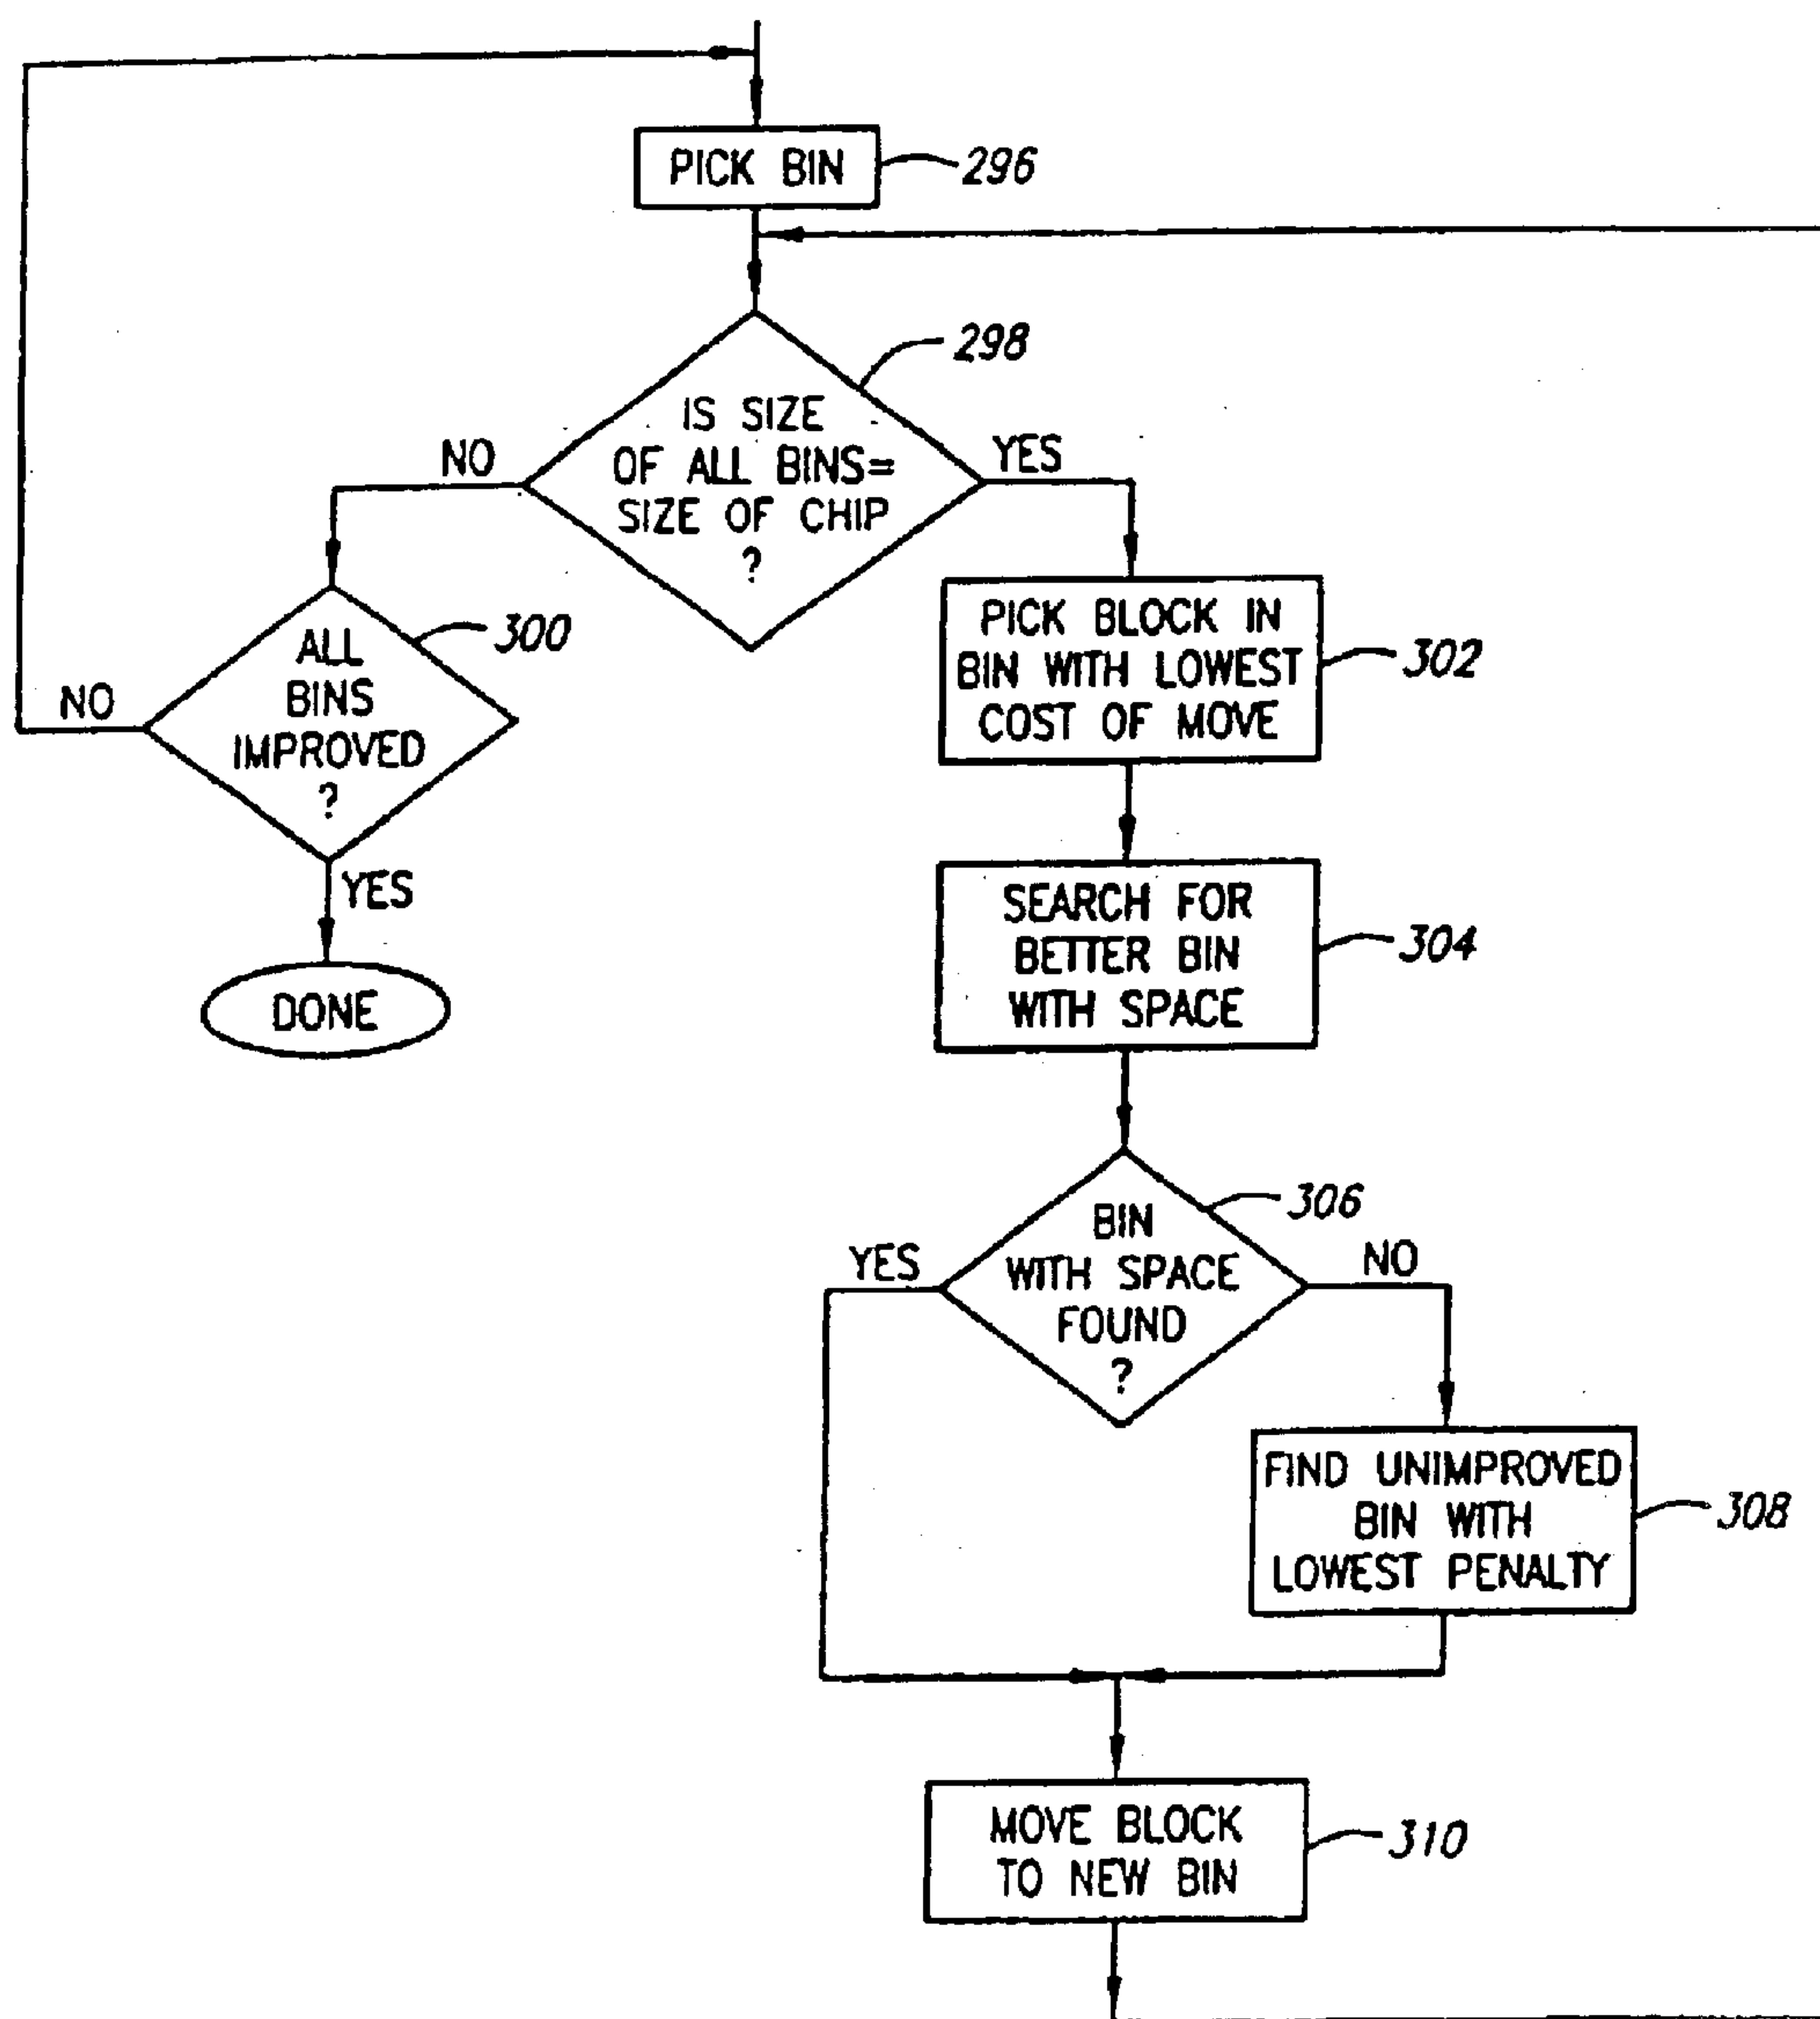 PICK BIN
296
298
IS SIZE
OF ALL BINS=
SIZE OF CHIP
?
NO
YES
300
ALL
BINS
IMPROVED
?
NO
YES
DONE
PICK BLOCK IN
BIN WITH LOWEST
COST OF MOVE
302
SEARCH FOR
BETTER BIN
WITH SPACE
304
306
BIN
WITH SPACE
FOUND
?
YES
NO
FIND UNIMPROVED
BIN WITH
LOWEST PENALTY
308
MOVE BLOCK
TO NEW BIN
310